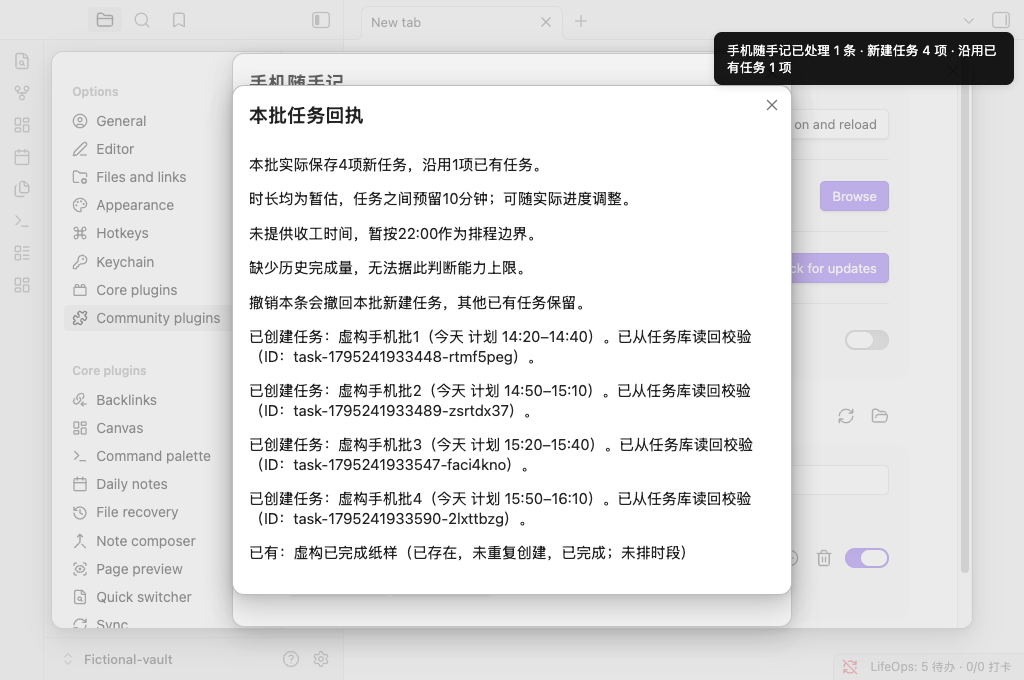 New tab
手机随手记已处理 1 条 · 新建任务 4 项 · 沿用已
有任务 1 项
Options
General
Editor
Files and links
Appearance
Hotkeys
Keychain
Core plugins
Community plugins
Core plugins
Backlinks
Canvas
Command palette
Daily notes
File recovery
Note composer
Page preview
Quick switcher
Sync
手机随手记
on and reload
Browse
ck for updates
本批任务回执
本批实际保存4项新任务，沿用1项已有任务。
时长均为暂估，任务之间预留10分钟；可随实际进度调整。
未提供收工时间，暂按22:00作为排程边界。
缺少历史完成量，无法据此判断能力上限。
撤销本条会撤回本批新建任务，其他已有任务保留。
已创建任务：虚构手机批1（今天 计划 14:20–14:40）。已从任务库读回校验
（ID：task-1795241933448-rtmf5peg）。
已创建任务：虚构手机批2（今天 计划 14:50–15:10）。已从任务库读回校验
（ID：task-1795241933489-zsrtdx37）。
已创建任务：虚构手机批3（今天 计划 15:20–15:40）。已从任务库读回校验
（ID：task-1795241933547-faci4kno）。
已创建任务：虚构手机批4（今天 计划 15:50–16:10）。已从任务库读回校验
（ID：task-1795241933590-2lxttbzg）。
已有：虚构已完成纸样（已存在，未重复创建，已完成；未排时段）
Fictional-vault
LifeOps: 5 待办 · 0/0 打卡